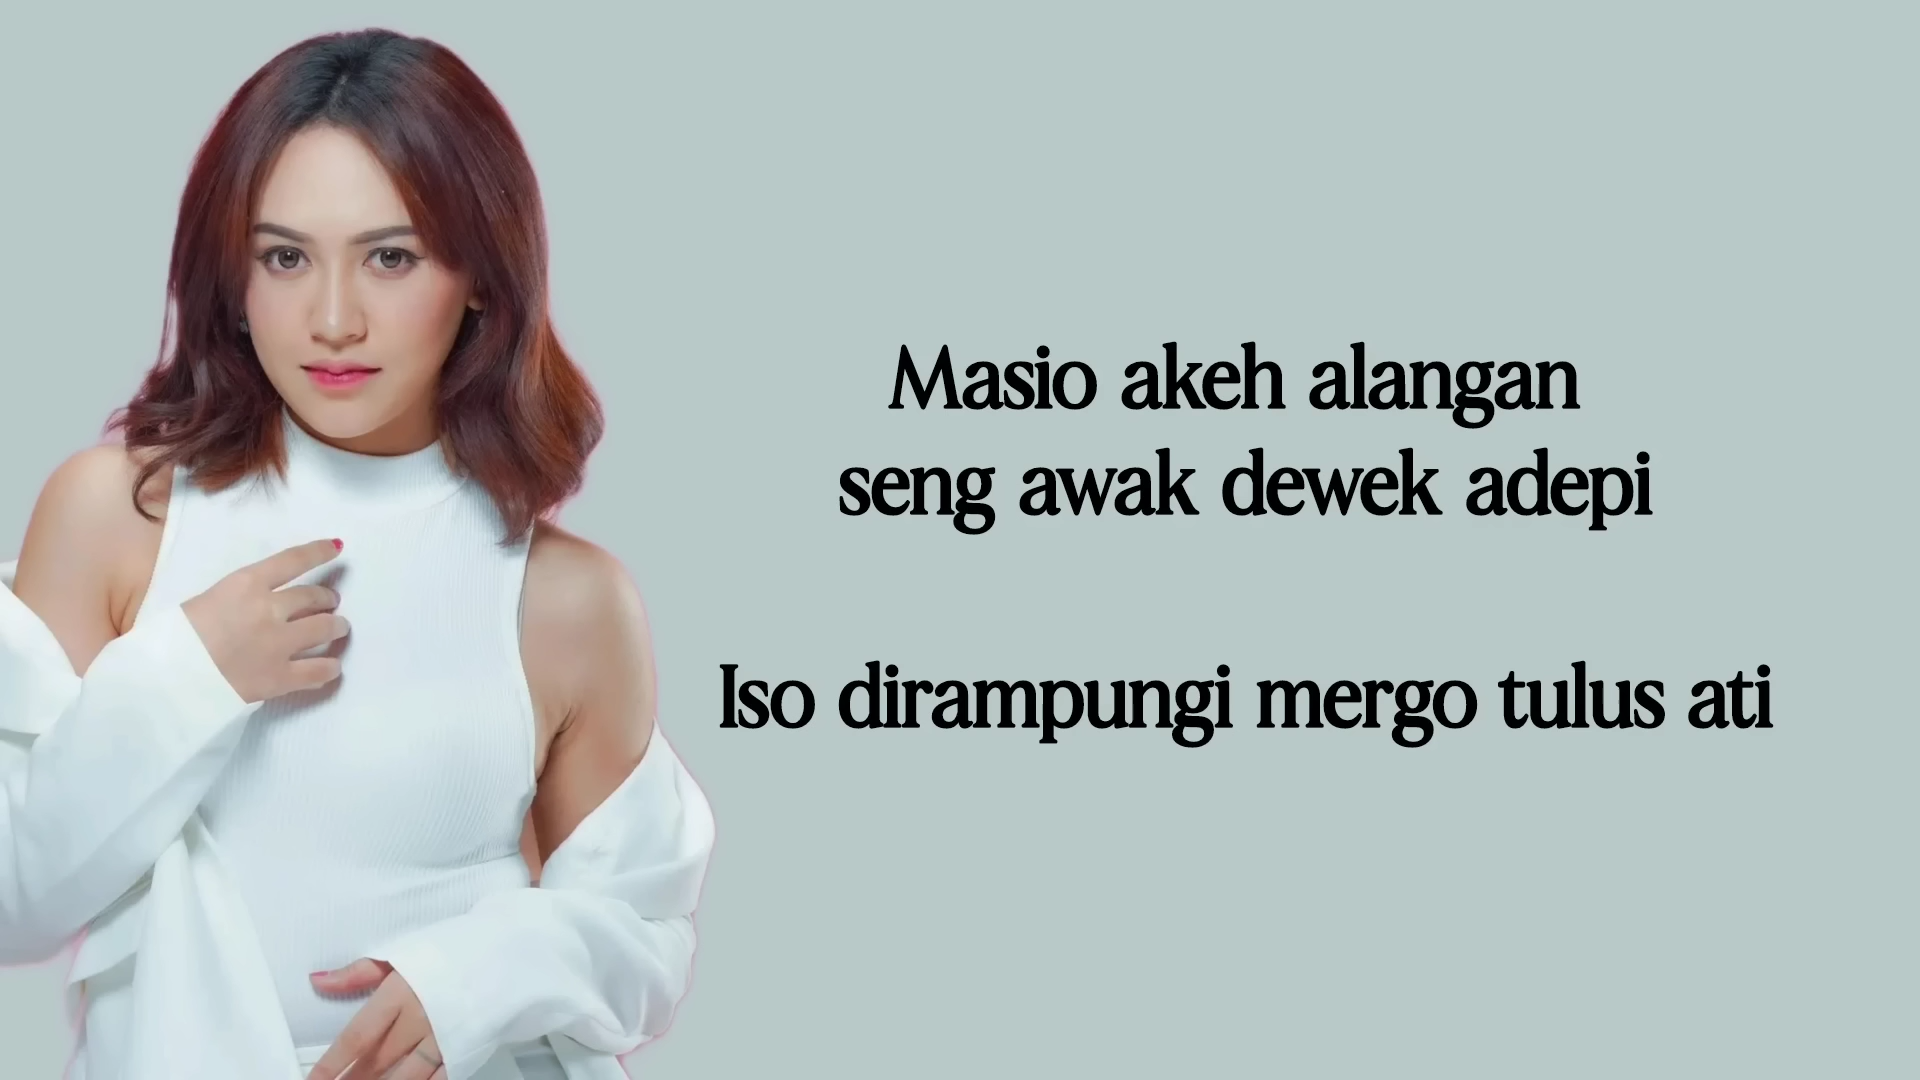 Masio akeh alangan
seng awak dewek adepi
Iso dirampungi mergo tulus ati